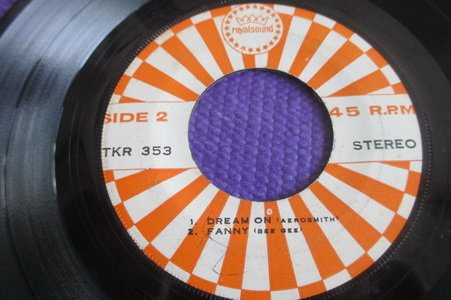 royalsound
SIDE 2
45 R.P.M
TKR 353
STEREO
1. DREAM ON (AEROSMITH)
2. FANNY (BEE GEE)